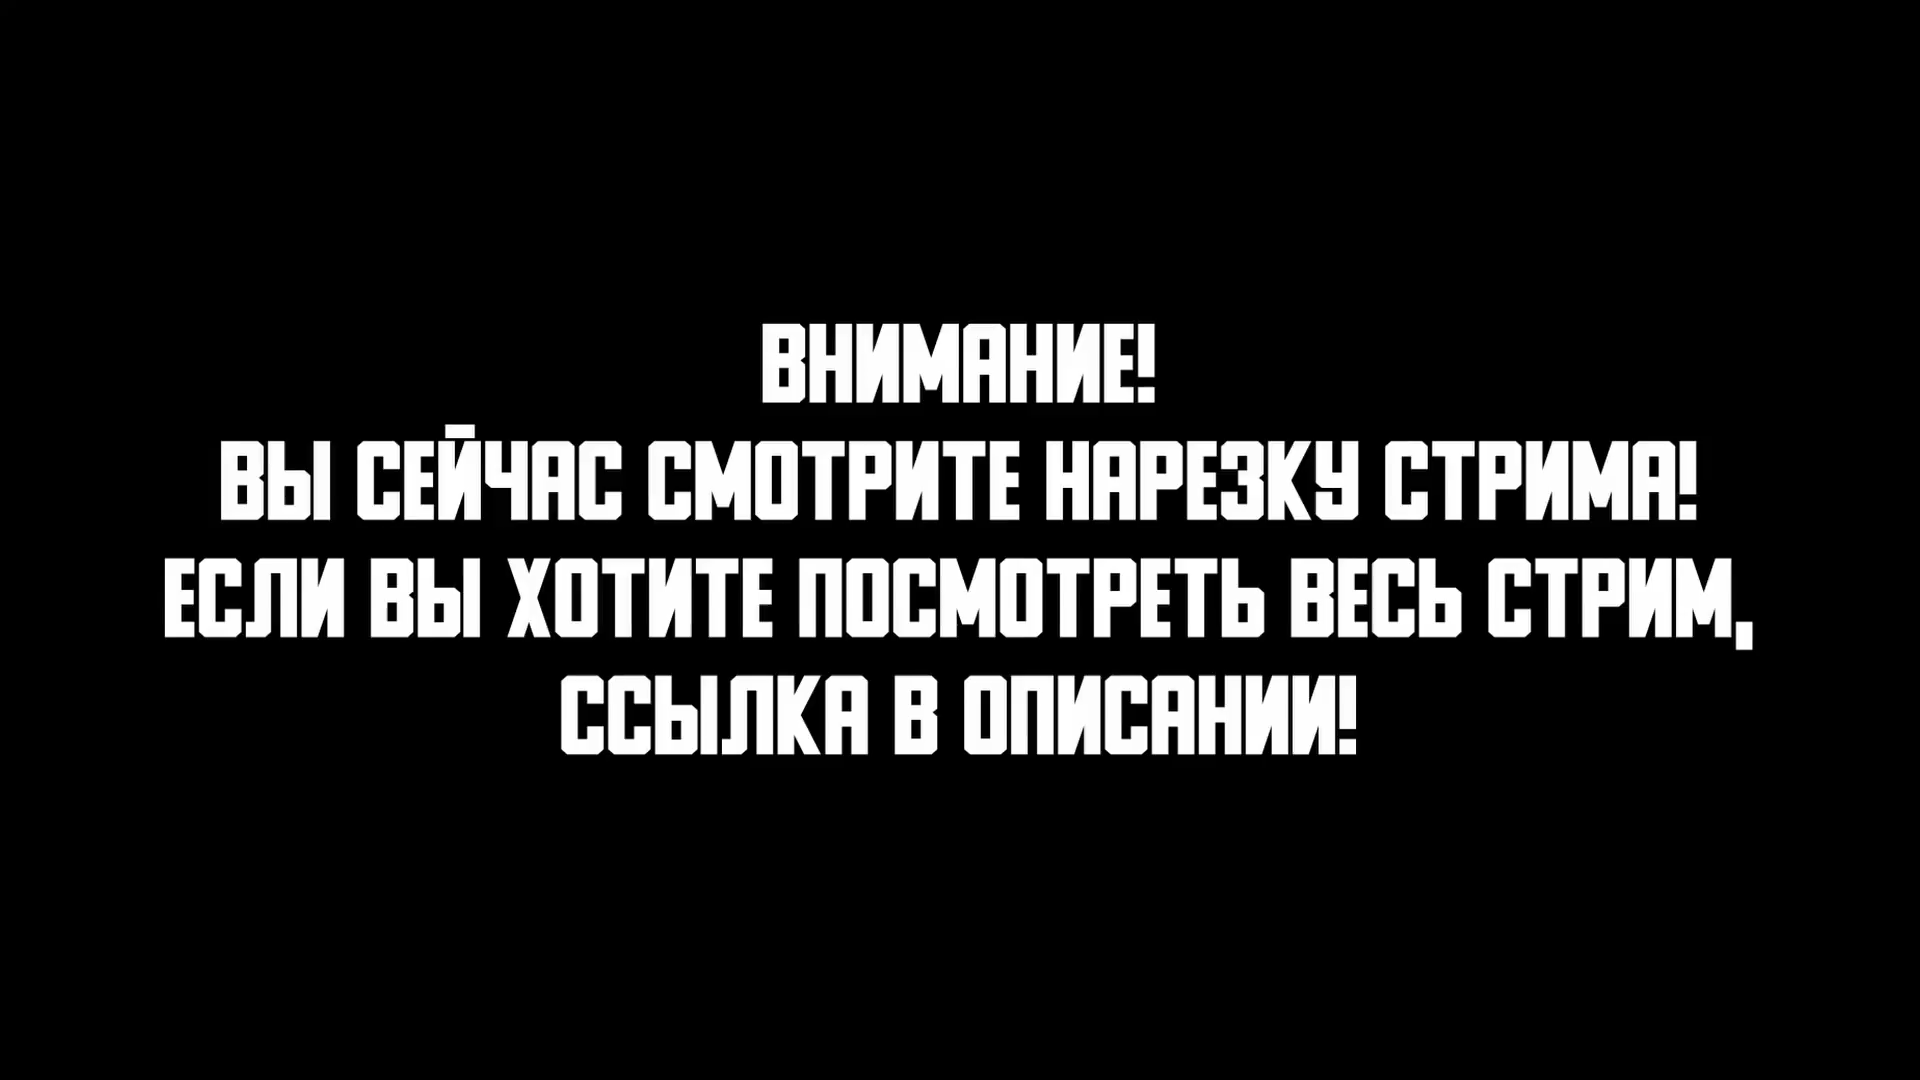 ВНИМАНИЕ!
ВЫ СЕЙЧАС СМОТРИТЕ НАРЕЗКУ СТРИМА!
ЕСЛИ ВЫ ХОТИТЕ ПОСМОТРЕТЬ ВЕСЬ СТРИМ,
ССЫЛКА В ОПИСАНИИ!